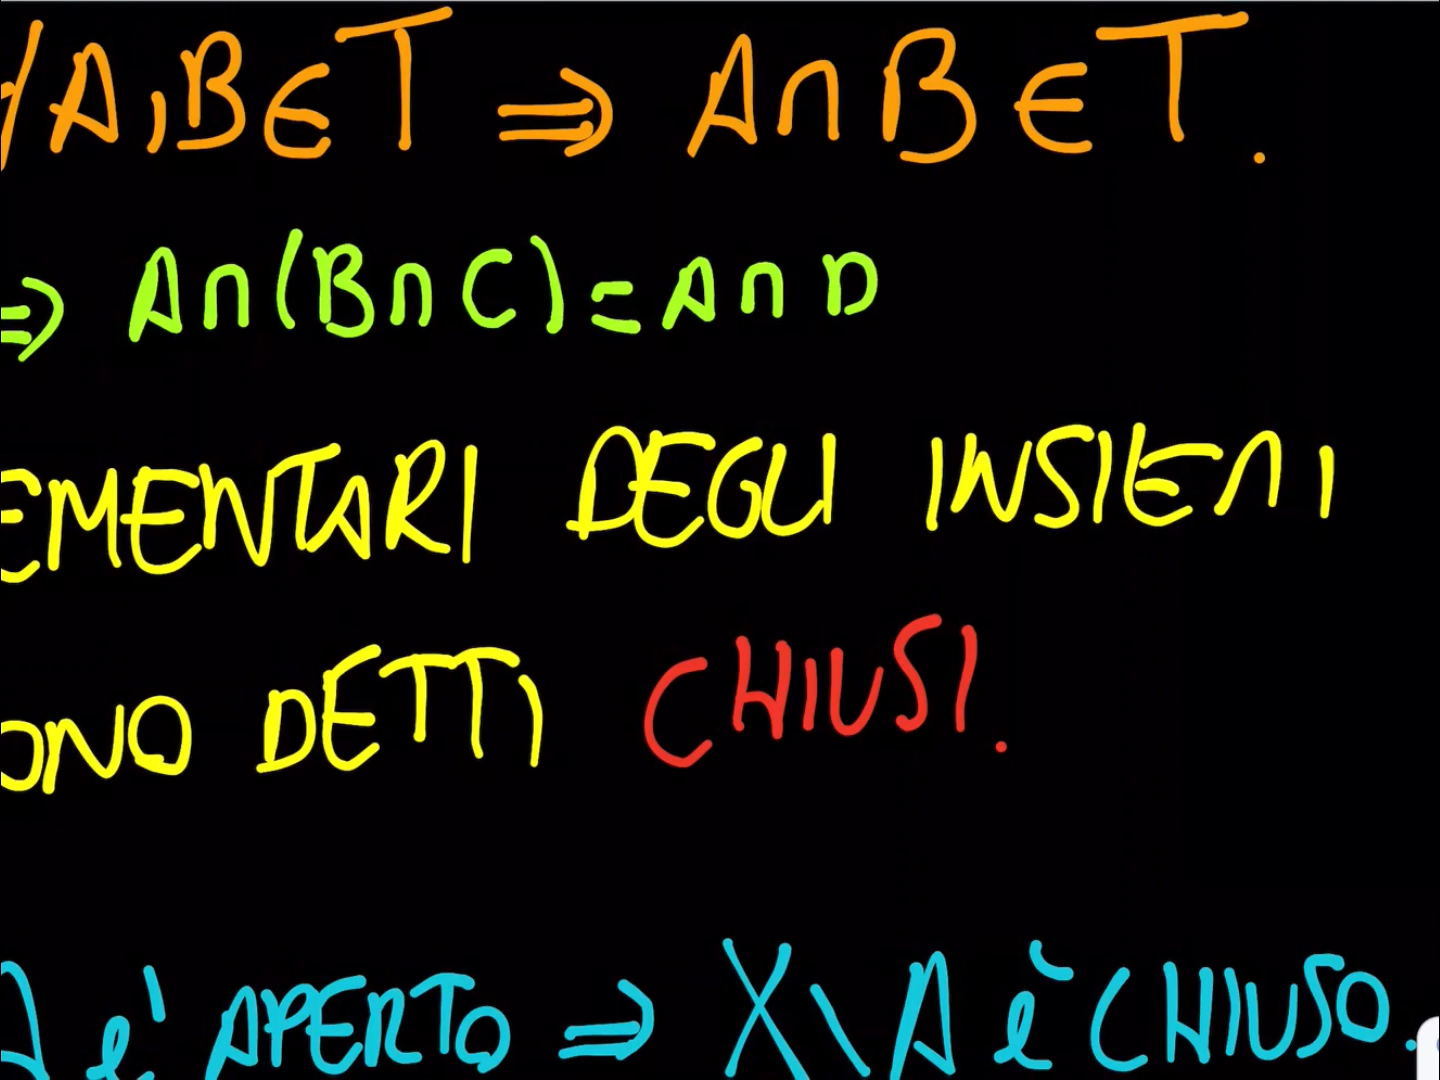 ∀A,B∈T ⇒ A∩B∈T.
⇒ A∩(B∩C)=A∩D
EMENTARI DEGLI INSIEMI
ONO DETTI CHIUSI.
A è APERTO ⇒ X\A è CHIUSO.